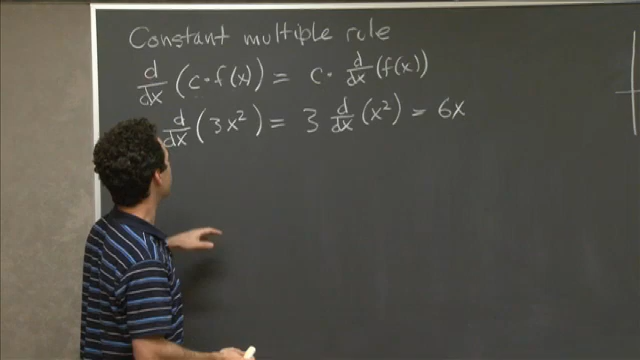 Constant multiple rule
d/dx (c·f(x)) = c· d/dx (f(x))
d/dx (3x²) = 3 d/dx (x²) = 6x